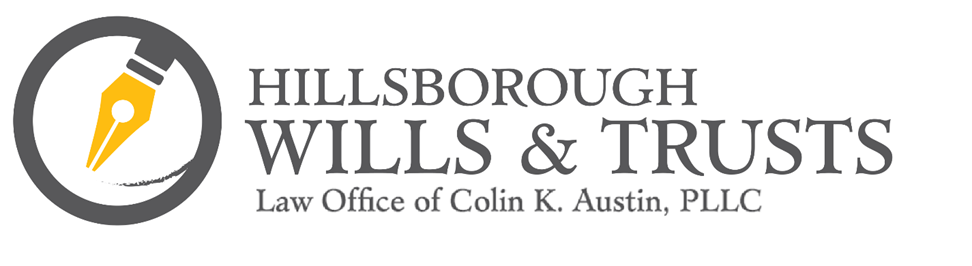 HILLSBOROUGH
WILLS & TRUSTS
Law Office of Colin K. Austin, PLLC